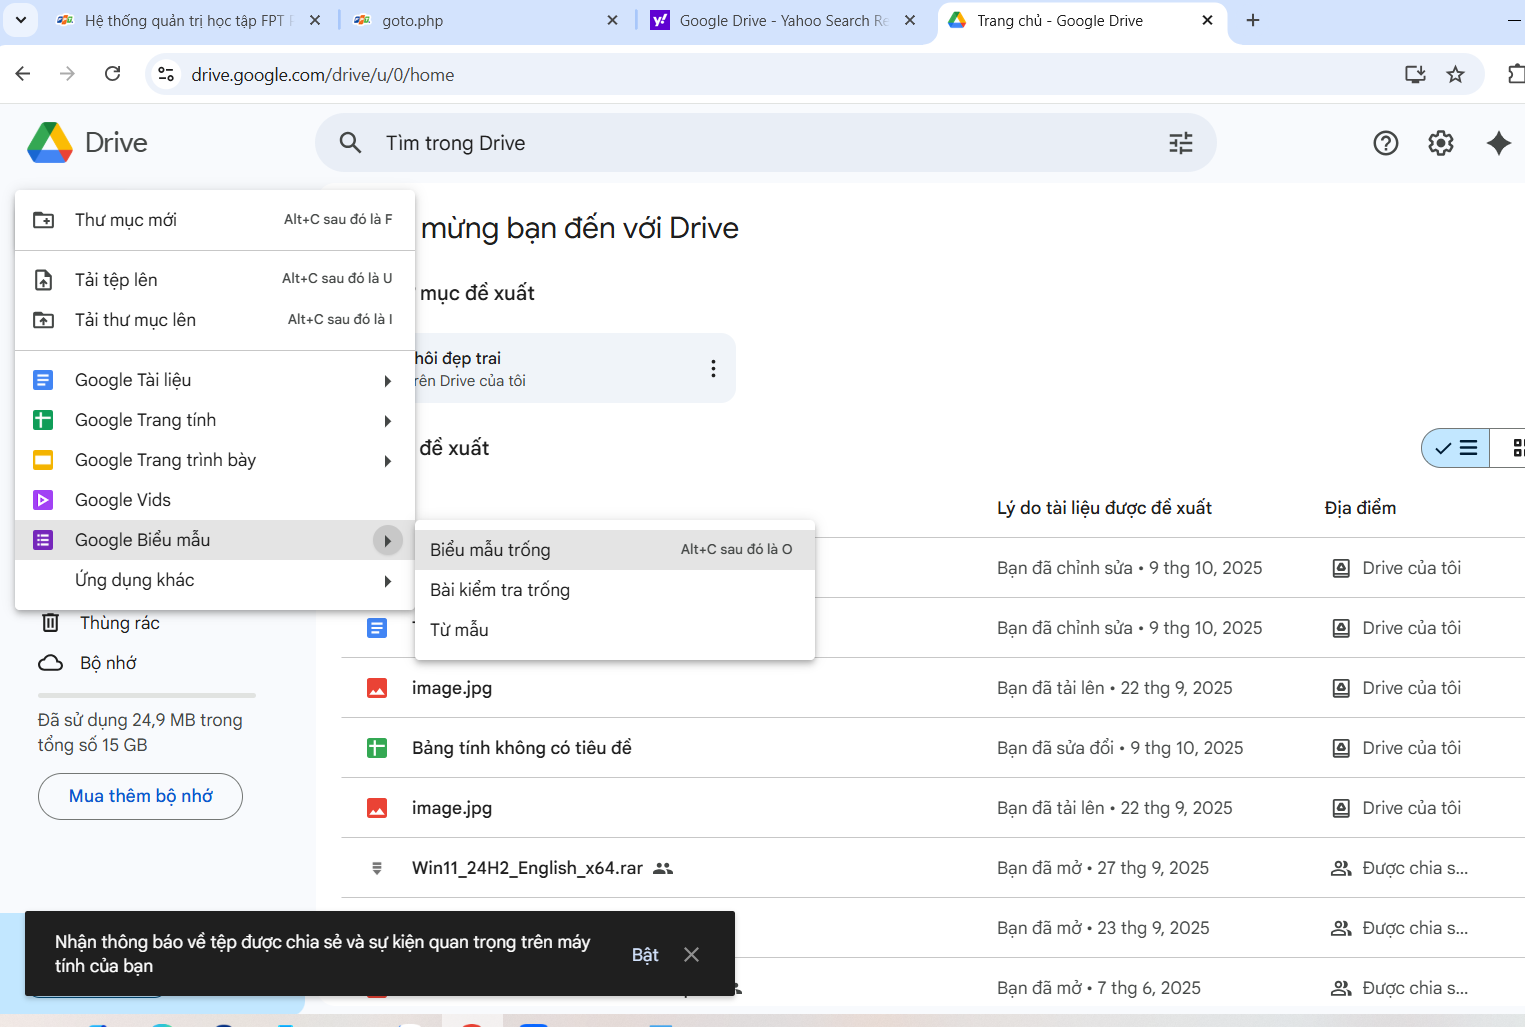 Hệ thống quản trị học tập FPT
goto.php
Google Drive - Yahoo Search Re
Trang chủ - Google Drive
drive.google.com/drive/u/0/home
Drive
Tìm trong Drive
Thư mục mới Alt+C sau đó là F
Tải tệp lên Alt+C sau đó là U
Tải thư mục lên Alt+C sau đó là I
Google Tài liệu
Google Trang tính
Google Trang trình bày
Google Vids
Google Biểu mẫu
Ứng dụng khác
Biểu mẫu trống Alt+C sau đó là O
Bài kiểm tra trống
Từ mẫu
Thùng rác
Bộ nhớ
Đã sử dụng 24,9 MB trong
tổng số 15 GB
Mua thêm bộ nhớ
mừng bạn đến với Drive
mục đề xuất
hôi đẹp trai
rên Drive của tôi
đề xuất
Lý do tài liệu được đề xuất Địa điểm
Bạn đã chỉnh sửa • 9 thg 10, 2025 Drive của tôi
Bạn đã chỉnh sửa • 9 thg 10, 2025 Drive của tôi
image.jpg Bạn đã tải lên • 22 thg 9, 2025 Drive của tôi
Bảng tính không có tiêu đề Bạn đã sửa đổi • 9 thg 10, 2025 Drive của tôi
image.jpg Bạn đã tải lên • 22 thg 9, 2025 Drive của tôi
Win11_24H2_English_x64.rar Bạn đã mở • 27 thg 9, 2025 Được chia s...
Bạn đã mở • 23 thg 9, 2025 Được chia s...
Bạn đã mở • 7 thg 6, 2025 Được chia s...
Nhận thông báo về tệp được chia sẻ và sự kiện quan trọng trên máy
tính của bạn
Bật